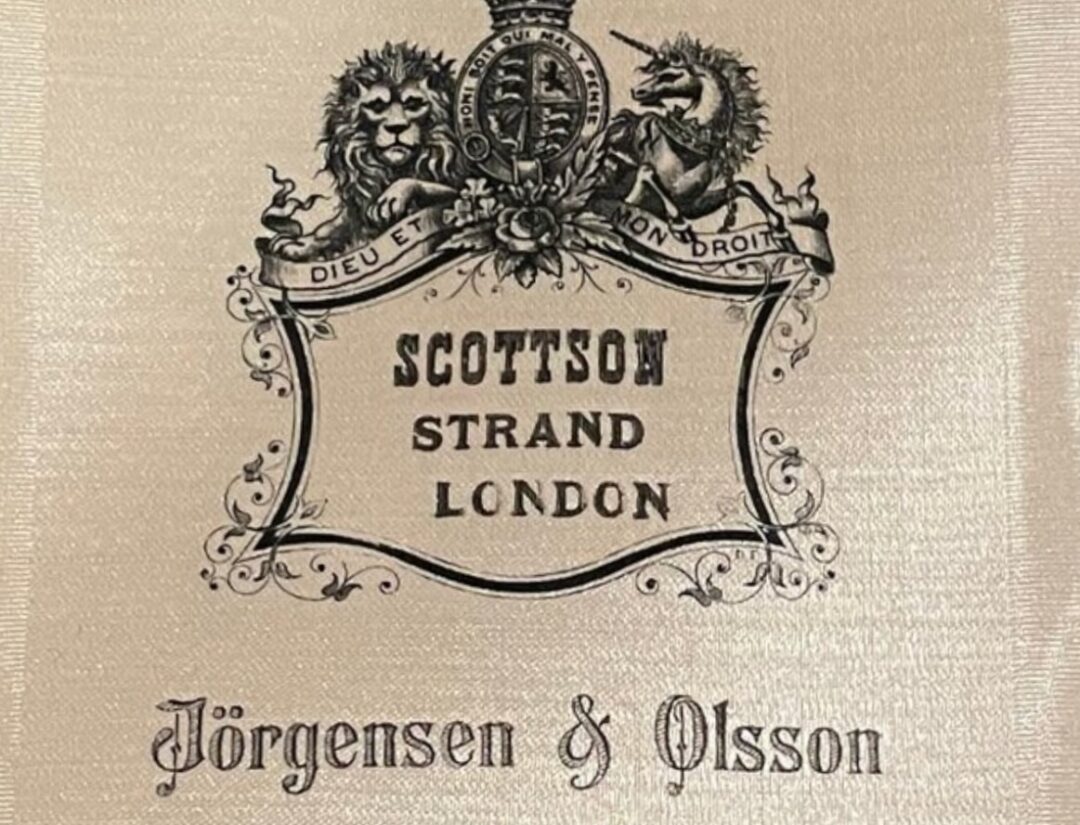 HONI SOIT QUI MAL Y PENSE
DIEU ET MON DROIT
SCOTTSON
STRAND
LONDON
Jörgensen & Olsson